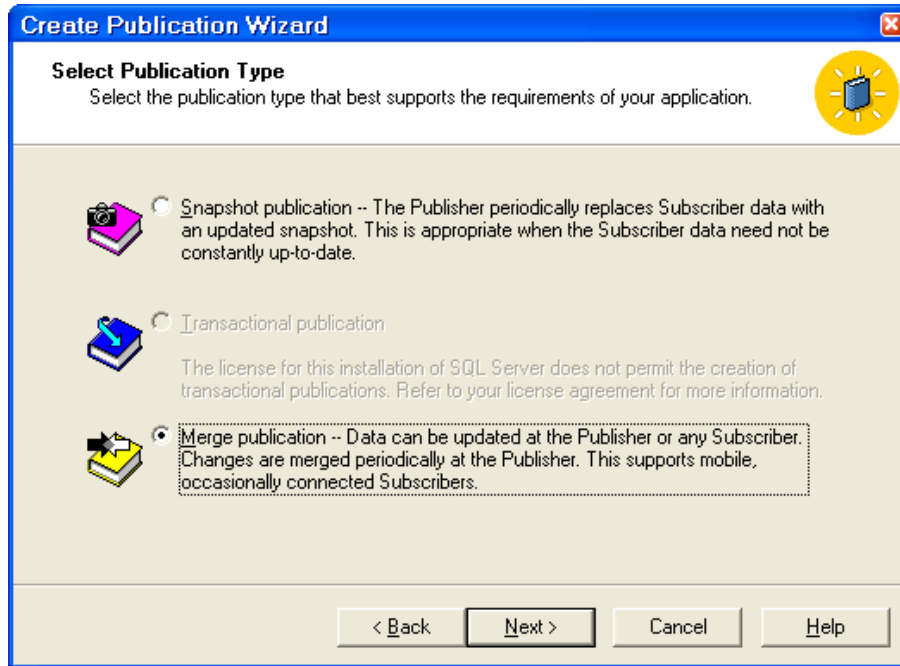 Create Publication Wizard
Select Publication Type
Select the publication type that best supports the requirements of your application.
Snapshot publication -- The Publisher periodically replaces Subscriber data with
an updated snapshot. This is appropriate when the Subscriber data need not be
constantly up-to-date.
Transactional publication
The license for this installation of SQL Server does not permit the creation of
transactional publications. Refer to your license agreement for more information.
Merge publication -- Data can be updated at the Publisher or any Subscriber.
Changes are merged periodically at the Publisher. This supports mobile,
occasionally connected Subscribers.
< Back Next > Cancel Help